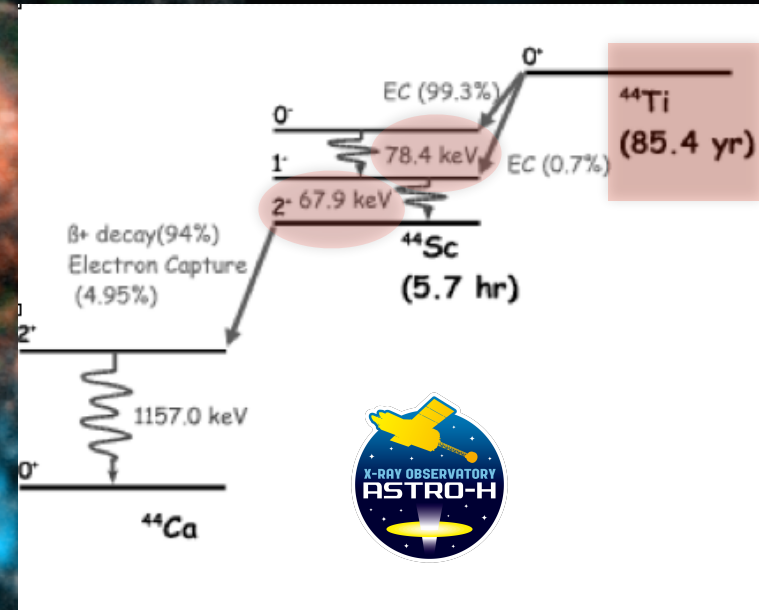 0⁺
EC (99.3%)
⁴⁴Ti
(85.4 yr)
0⁻
78.4 keV
EC (0.7%)
1⁻
2⁻ 67.9 keV
⁴⁴Sc
(5.7 hr)
ß+ decay(94%)
Electron Capture
(4.95%)
2⁺
1157.0 keV
0⁺
⁴⁴Ca
X-RAY OBSERVATORY
ASTRO-H